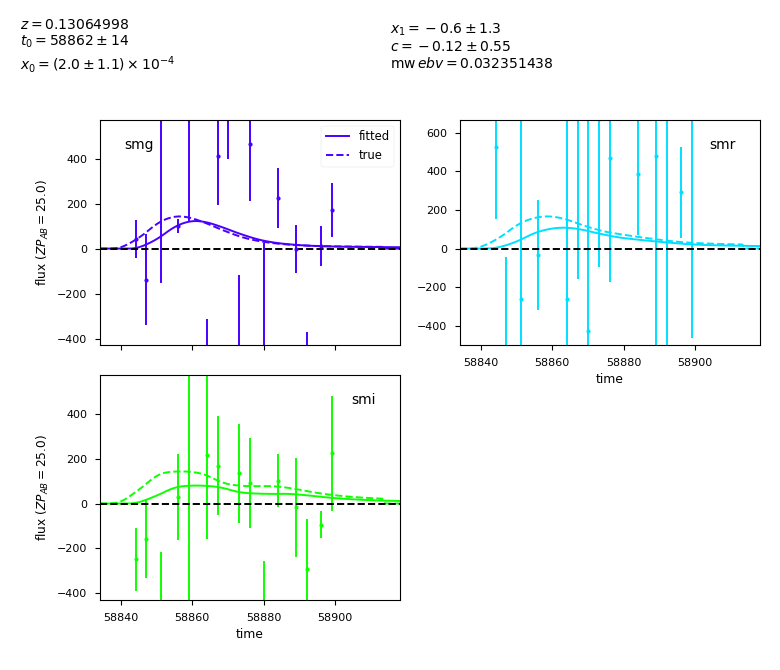 z = 0.13064998
t₀ = 58862 ± 14
x₀ = (2.0 ± 1.1) × 10⁻⁴
x₁ = −0.6 ± 1.3
c = −0.12 ± 0.55
mw ebv = 0.032351438
smg
fitted
true
400
200
0
−200
−400
flux (ZP_AB = 25.0)
smr
600
400
200
0
−200
−400
58840 58860 58880 58900
time
smi
400
200
0
−200
−400
flux (ZP_AB = 25.0)
58840 58860 58880 58900
time